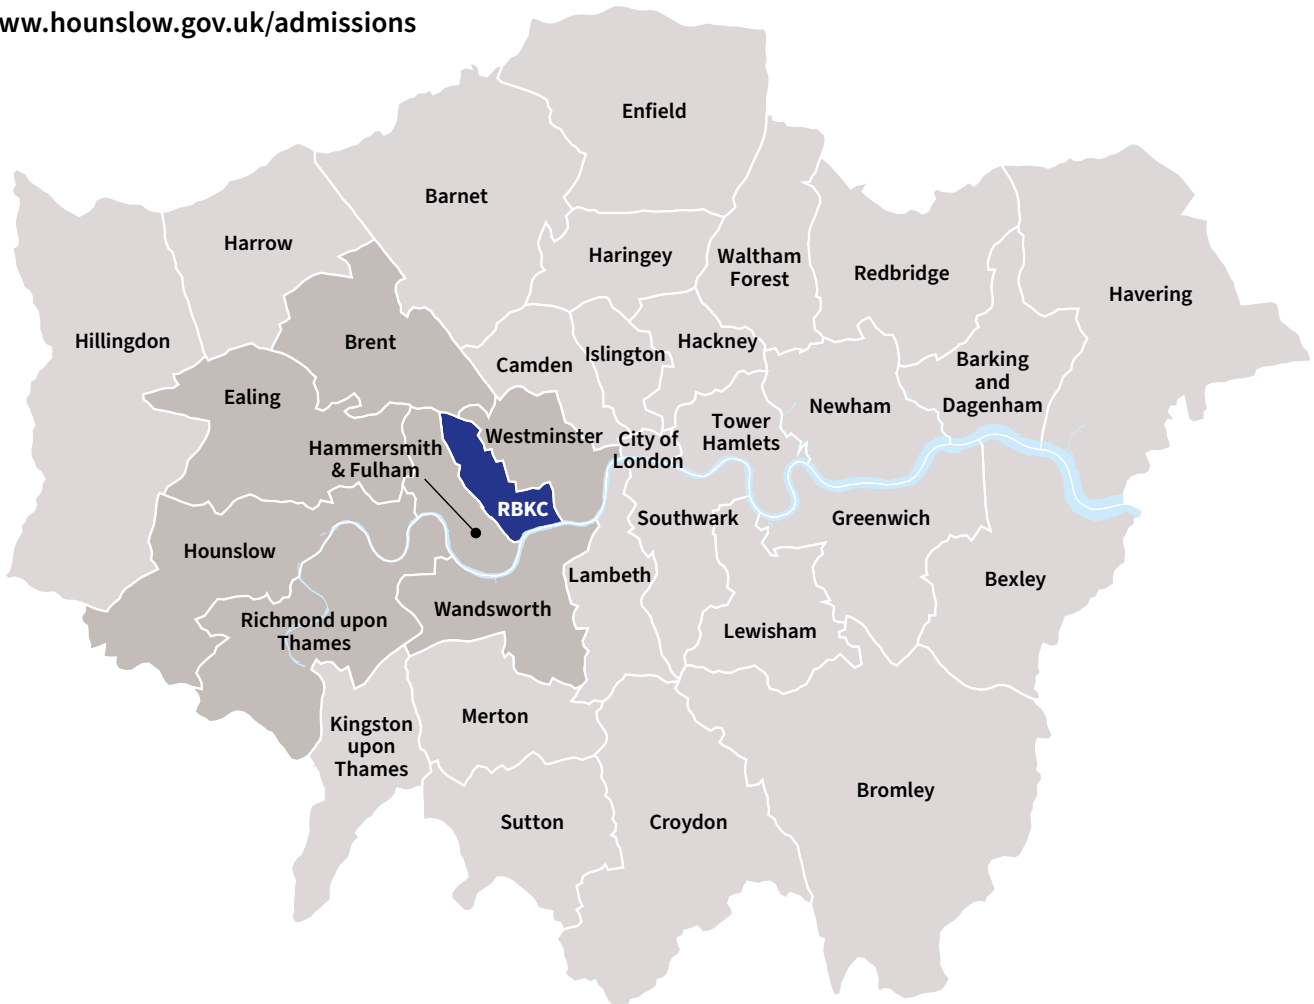 ww.hounslow.gov.uk/admissions
Enfield
Barnet
Harrow
Haringey
Waltham
Forest
Redbridge
Havering
Hillingdon
Brent
Camden
Islington
Hackney
Barking
and
Dagenham
Ealing
Newham
Tower
Hamlets
Westminster
City of
London
Hammersmith
& Fulham
RBKC
Southwark
Greenwich
Hounslow
Lambeth
Bexley
Wandsworth
Richmond upon
Thames
Lewisham
Kingston
upon
Thames
Merton
Bromley
Sutton
Croydon